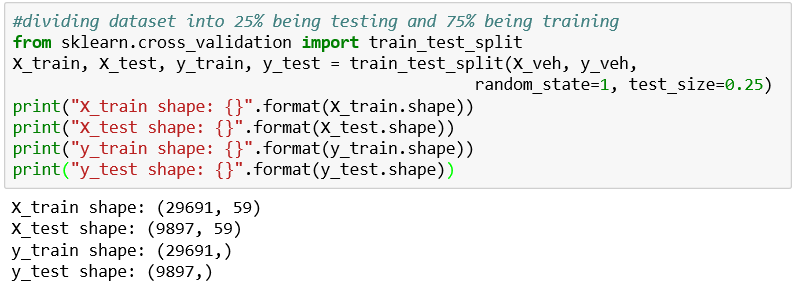 #dividing dataset into 25% being testing and 75% being training
from sklearn.cross_validation import train_test_split
X_train, X_test, y_train, y_test = train_test_split(X_veh, y_veh,
random_state=1, test_size=0.25)
print("X_train shape: {}".format(X_train.shape))
print("X_test shape: {}".format(X_test.shape))
print("y_train shape: {}".format(y_train.shape))
print("y_test shape: {}".format(y_test.shape))
X_train shape: (29691, 59)
X_test shape: (9897, 59)
y_train shape: (29691,)
y_test shape: (9897,)